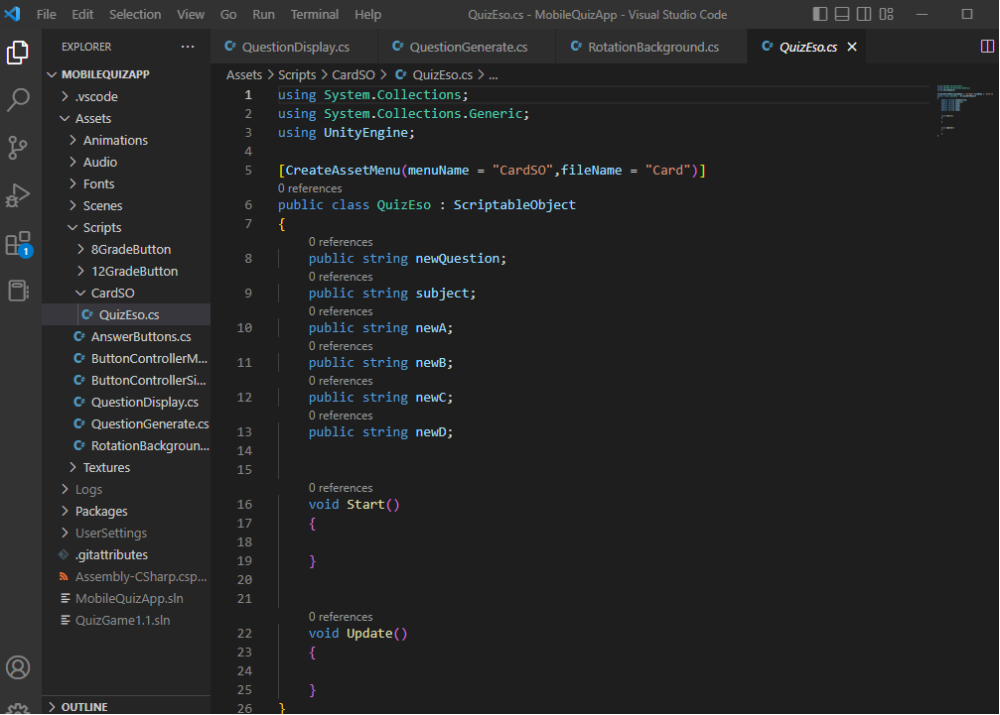 File Edit Selection View Go Run Terminal Help QuizEso.cs - MobileQuizApp - Visual Studio Code
EXPLORER ...
MOBILEQUIZAPP
.vscode
Assets
Animations
Audio
Fonts
Scenes
Scripts
8GradeButton
12GradeButton
CardSO
C# QuizEso.cs
C# AnswerButtons.cs
C# ButtonControllerM...
C# ButtonControllerSi...
C# QuestionDisplay.cs
C# QuestionGenerate.cs
C# RotationBackgroun...
Textures
Logs
Packages
UserSettings
.gitattributes
Assembly-CSharp.csp...
MobileQuizApp.sln
QuizGame1.1.sln
OUTLINE
1
C# QuestionDisplay.cs C# QuestionGenerate.cs C# RotationBackground.cs C# QuizEso.cs
Assets > Scripts > CardSO > C# QuizEso.cs > ...
1 using System.Collections;
2 using System.Collections.Generic;
3 using UnityEngine;
4
5 [CreateAssetMenu(menuName = "CardSO",fileName = "Card")]
0 references
6 public class QuizEso : ScriptableObject
7 {
0 references
8 public string newQuestion;
0 references
9 public string subject;
0 references
10 public string newA;
0 references
11 public string newB;
0 references
12 public string newC;
0 references
13 public string newD;
14
15
0 references
16 void Start()
17 {
18
19 }
20
21
0 references
22 void Update()
23 {
24
25 }
26 }